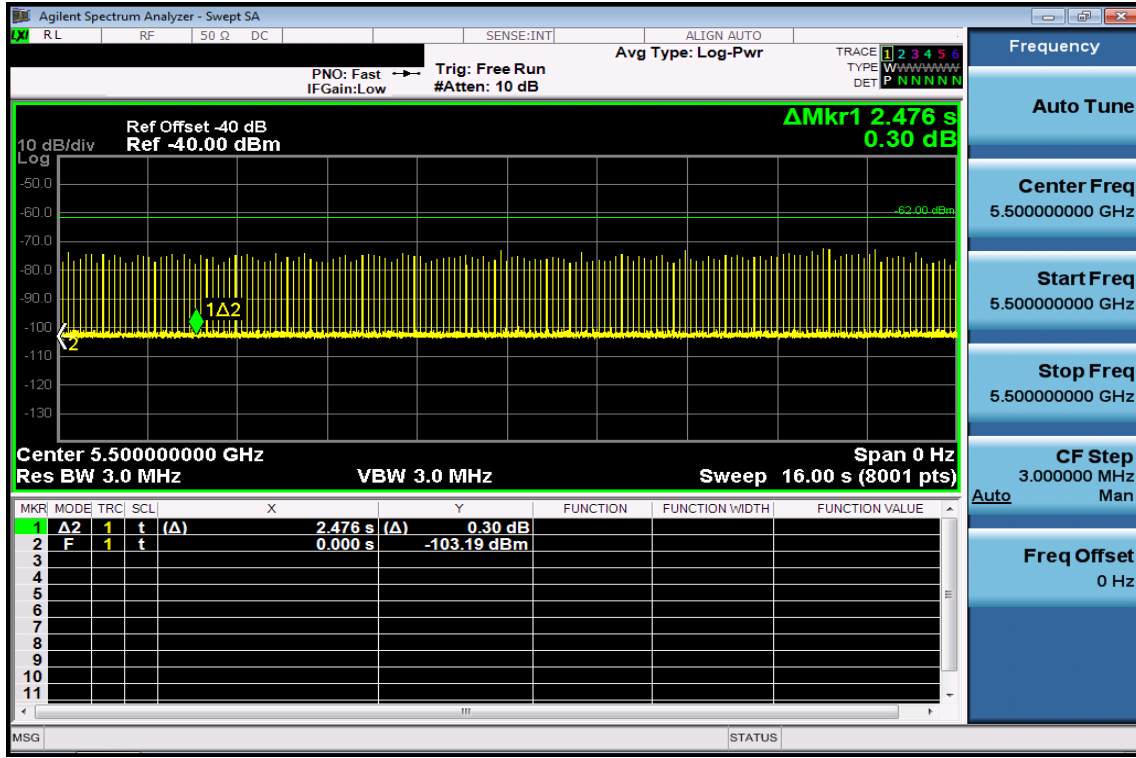 Agilent Spectrum Analyzer - Swept SA
LXI RL RF 50 Ω DC SENSE:INT ALIGN AUTO
PNO: Fast
IFGain:Low
Trig: Free Run
#Atten: 10 dB
Avg Type: Log-Pwr
TRACE 1 2 3 4 5 6
TYPE WWWWWW
DET P N N N N N
ΔMkr1 2.476 s
0.30 dB
Ref Offset -40 dB
10 dB/div Ref -40.00 dBm
Log
-50.0
-60.0
-62.00 dBm
-70.0
-80.0
-90.0
1Δ2
-100
2
-110
-120
-130
Center 5.500000000 GHz Span 0 Hz
Res BW 3.0 MHz VBW 3.0 MHz Sweep 16.00 s (8001 pts)
MKR MODE TRC SCL X Y FUNCTION FUNCTION WIDTH FUNCTION VALUE
1 Δ2 1 t (Δ) 2.476 s (Δ) 0.30 dB
2 F 1 t 0.000 s -103.19 dBm
3
4
5
6
7
8
9
10
11
MSG STATUS
Frequency
Auto Tune
Center Freq
5.500000000 GHz
Start Freq
5.500000000 GHz
Stop Freq
5.500000000 GHz
CF Step
3.000000 MHz
Auto Man
Freq Offset
0 Hz